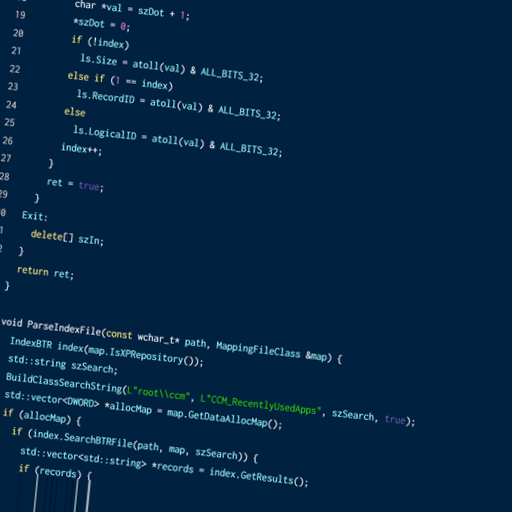 char *val = szDot + 1;
19 *szDot = 0;
20 if (!index)
21 ls.Size = atoll(val) & ALL_BITS_32;
22 else if (1 == index)
23 ls.RecordID = atoll(val) & ALL_BITS_32;
24 else
25 ls.LogicalID = atoll(val) & ALL_BITS_32;
26 index++;
27 }
28 ret = true;
29 }
0 Exit:
1 delete[] szIn;
2 }
return ret;
}
void ParseIndexFile(const wchar_t* path, MappingFileClass &map) {
IndexBTR index(map.IsXPRepository());
std::string szSearch;
BuildClassSearchString(L"root\\ccm", L"CCM_RecentlyUsedApps", szSearch, true);
std::vector<DWORD> *allocMap = map.GetDataAllocMap();
if (allocMap) {
if (index.SearchBTRFile(path, map, szSearch)) {
std::vector<std::string> *records = index.GetResults();
if (records) {